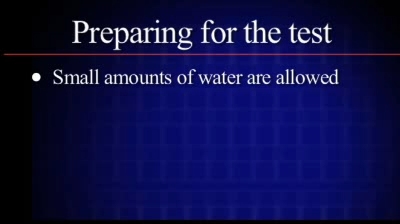 Preparing for the test
● Small amounts of water are allowed